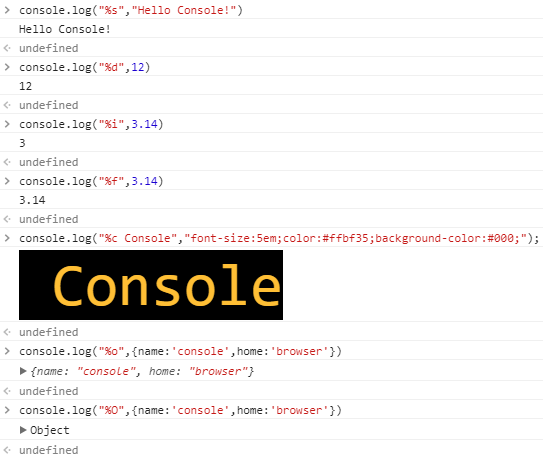 > console.log("%s","Hello Console!")
Hello Console!
< undefined
> console.log("%d",12)
12
< undefined
> console.log("%i",3.14)
3
< undefined
> console.log("%f",3.14)
3.14
< undefined
> console.log("%c Console","font-size:5em;color:#ffbf35;background-color:#000;");
Console
< undefined
> console.log("%o",{name:'console',home:'browser'})
▶{name: "console", home: "browser"}
< undefined
> console.log("%O",{name:'console',home:'browser'})
▶Object
< undefined